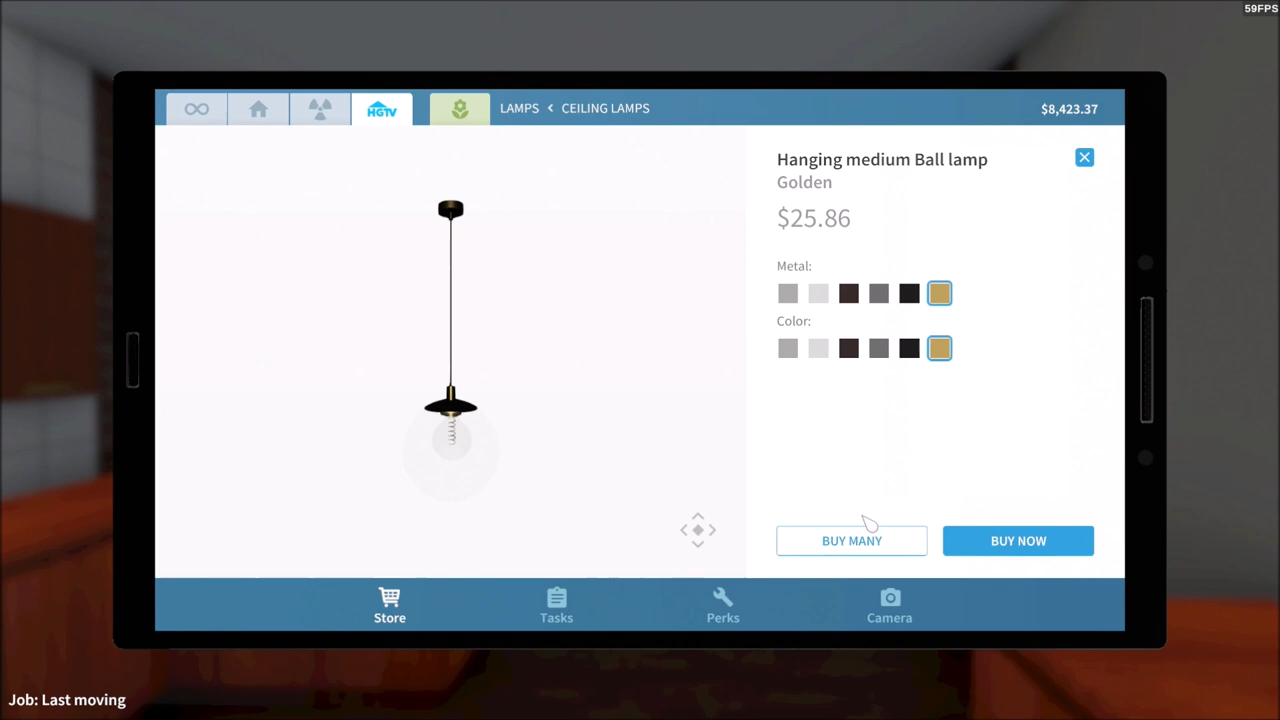 59FPS
HGTV
LAMPS < CEILING LAMPS
$8,423.37
Hanging medium Ball lamp
Golden
$25.86
Metal:
Color:
BUY MANY
BUY NOW
Store
Tasks
Perks
Camera
Job: Last moving